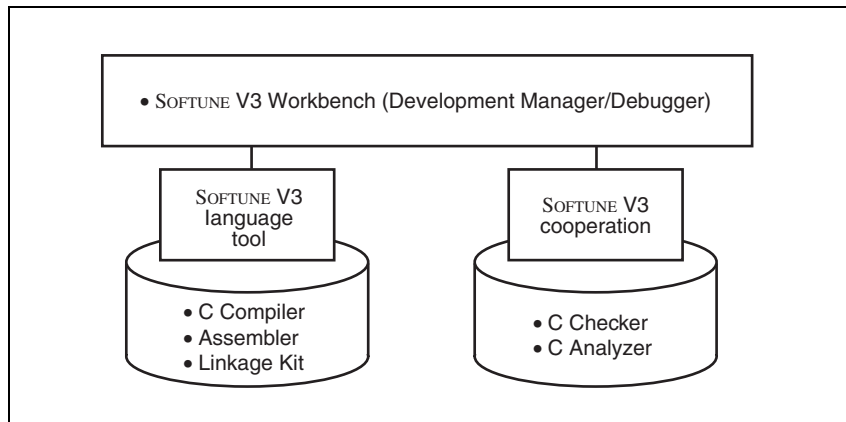 • SOFTUNE V3 Workbench (Development Manager/Debugger)
SOFTUNE V3
language
tool
• C Compiler
• Assembler
• Linkage Kit
SOFTUNE V3
cooperation
• C Checker
• C Analyzer